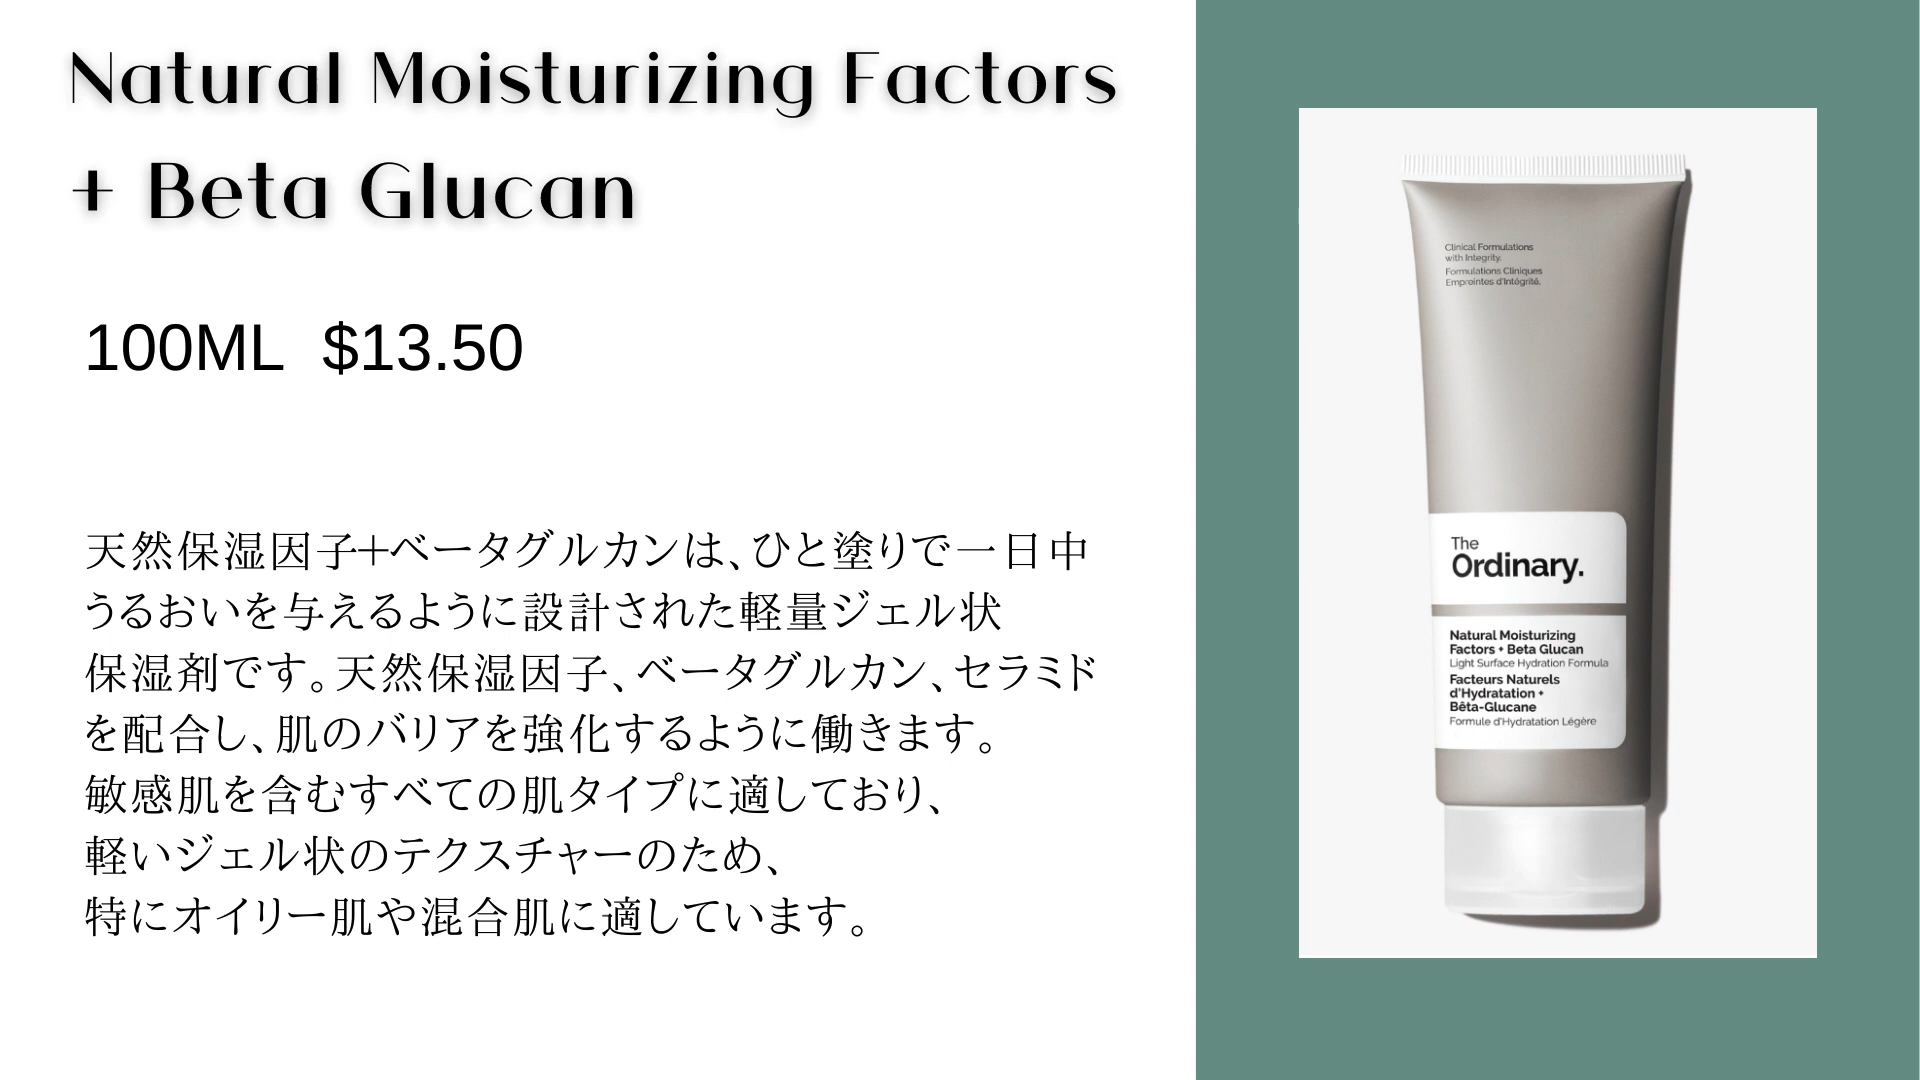 Natural Moisturizing Factors
+ Beta Glucan
100ML $13.50
天然保湿因子＋ベータグルカンは、ひと塗りで一日中
うるおいを与えるように設計された軽量ジェル状
保湿剤です。天然保湿因子、ベータグルカン、セラミド
を配合し、肌のバリアを強化するように働きます。
敏感肌を含むすべての肌タイプに適しており、
軽いジェル状のテクスチャーのため、
特にオイリー肌や混合肌に適しています。
Clinical Formulations
with Integrity.
Formulations Cliniques
Empreintes d'Intégrité.
The
Ordinary.
Natural Moisturizing
Factors + Beta Glucan
Light Surface Hydration Formula
Facteurs Naturels
d'Hydratation +
Bêta-Glucane
Formule d'Hydratation Légère